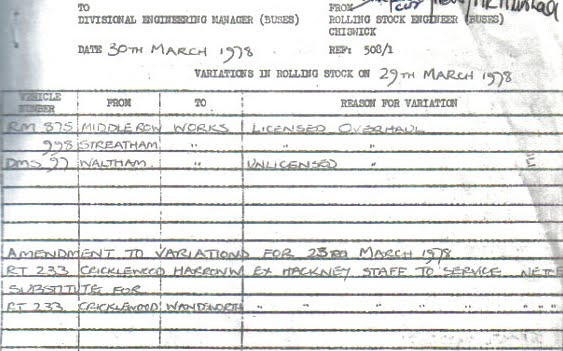 TO
FROM
DIVISIONAL ENGINEERING MANAGER (BUSES)
ROLLING STOCK ENGINEER (BUSES)
CHISWICK
DATE 30TH MARCH 1978
REF: 508/1
VARIATIONS IN ROLLING STOCK ON 29TH MARCH 1978
VEHICLE NUMBER FROM TO REASON FOR VARIATION
RM 875 MIDDLEROW WORKS LICENSED OVERHAUL
998 STREATHAM " " "
DMS 97 WALTHAM. " UNLICENSED "
AMENDMENT TO VARIATIONS FOR 23RD MARCH 1978
RT 233 CRICKLEWOOD HARROW W EX HACKNEY STAFF TO SERVICE
SUBSTITUTE FOR
RT 233 CRICKLEWOOD WANDSWORTH " " " " " " " "